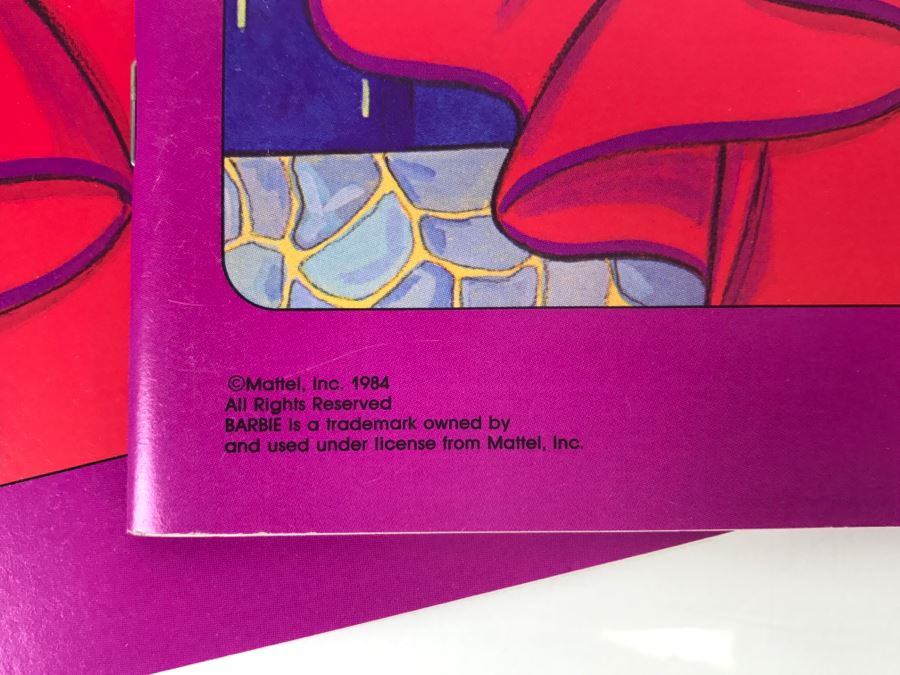 ©Mattel, Inc. 1984
All Rights Reserved
BARBIE is a trademark owned by
and used under license from Mattel, Inc.